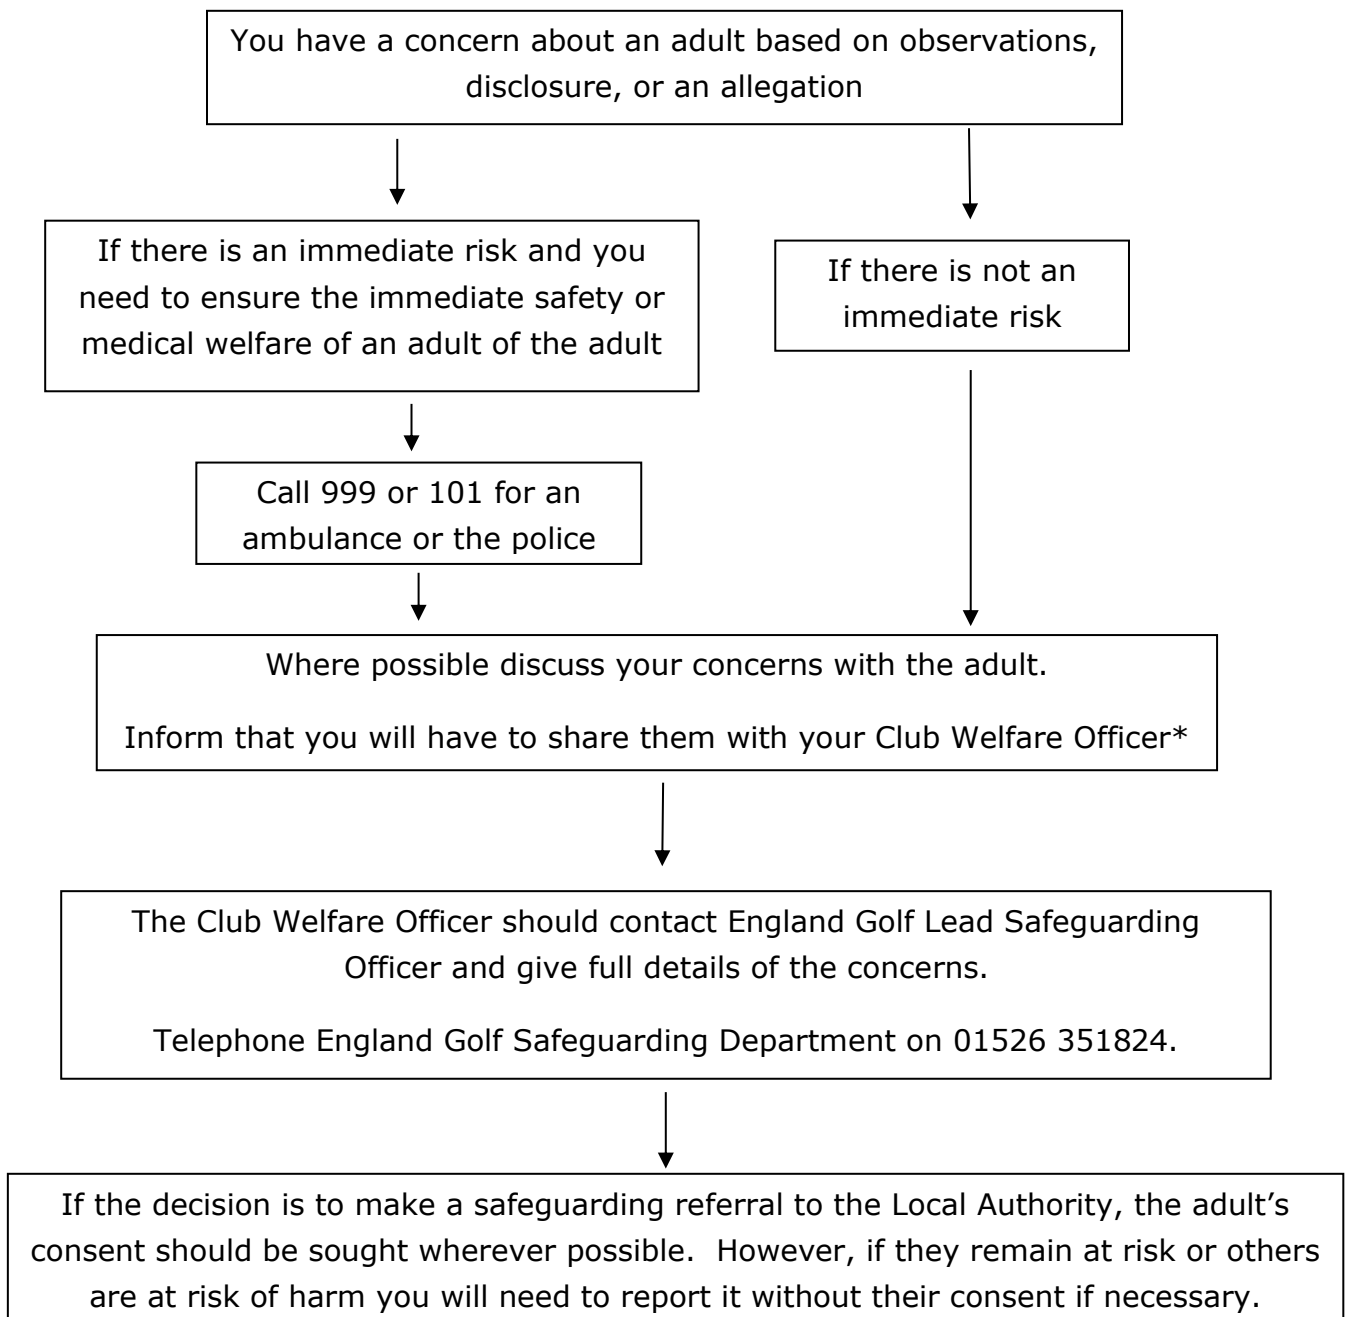 You have a concern about an adult based on observations,
disclosure, or an allegation
If there is an immediate risk and you
need to ensure the immediate safety or
medical welfare of an adult of the adult
If there is not an
immediate risk
Call 999 or 101 for an
ambulance or the police
Where possible discuss your concerns with the adult.
Inform that you will have to share them with your Club Welfare Officer*
The Club Welfare Officer should contact England Golf Lead Safeguarding
Officer and give full details of the concerns.
Telephone England Golf Safeguarding Department on 01526 351824.
If the decision is to make a safeguarding referral to the Local Authority, the adult’s
consent should be sought wherever possible.  However, if they remain at risk or others
are at risk of harm you will need to report it without their consent if necessary.